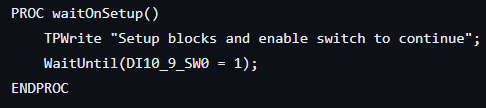 PROC waitOnSetup()
    TPWrite "Setup blocks and enable switch to continue";
    WaitUntil(DI10_9_SW0 = 1);
ENDPROC